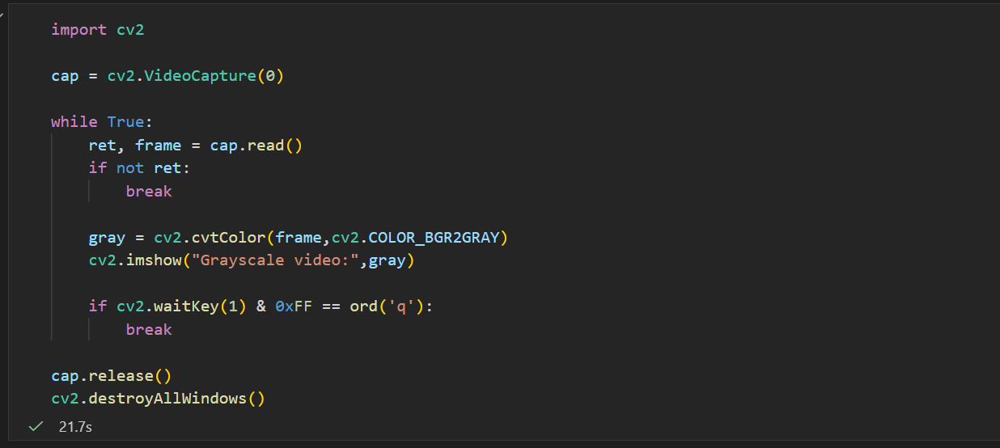 import cv2
cap = cv2.VideoCapture(0)
while True:
    ret, frame = cap.read()
    if not ret:
        break
    gray = cv2.cvtColor(frame,cv2.COLOR_BGR2GRAY)
    cv2.imshow("Grayscale video:",gray)
    if cv2.waitKey(1) & 0xFF == ord('q'):
        break
cap.release()
cv2.destroyAllWindows()
21.7s